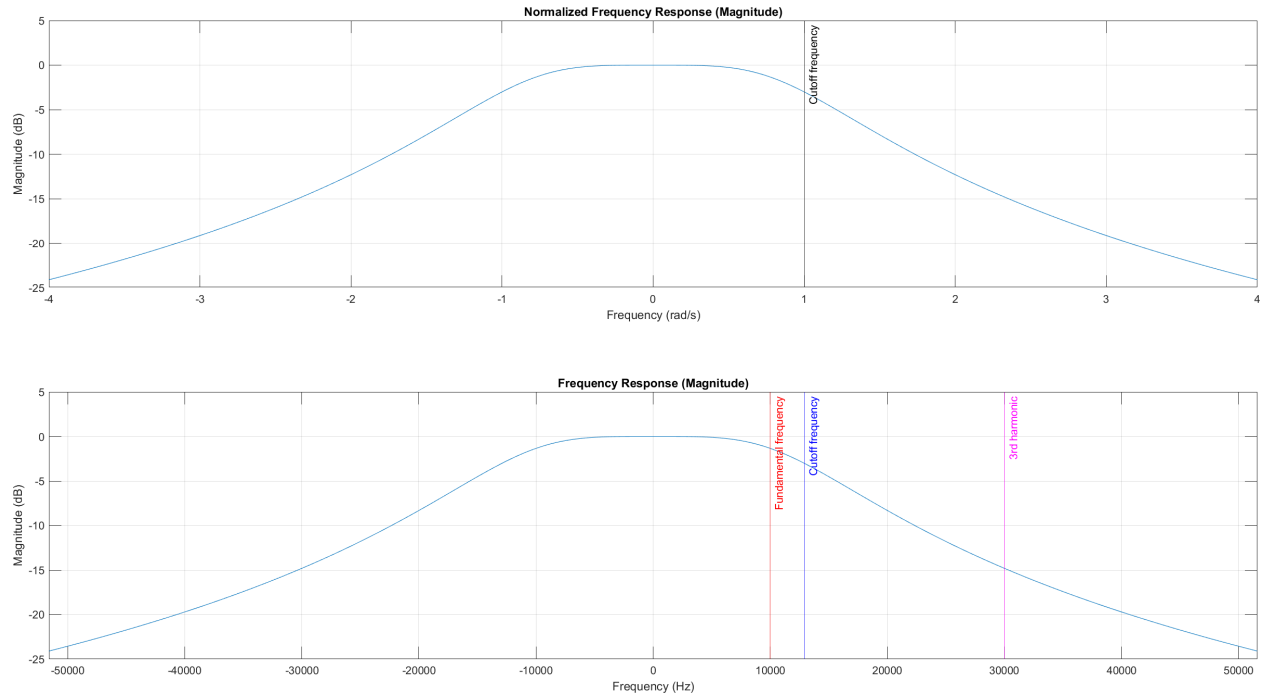 Normalized Frequency Response (Magnitude)
5
0
-5
-10
-15
-20
-25
Magnitude (dB)
Cutoff frequency
-4 -3 -2 -1 0 1 2 3 4
Frequency (rad/s)
Frequency Response (Magnitude)
5
0
-5
-10
-15
-20
-25
Magnitude (dB)
Fundamental frequency
Cutoff frequency
3rd harmonic
-50000 -40000 -30000 -20000 -10000 0 10000 20000 30000 40000 50000
Frequency (Hz)